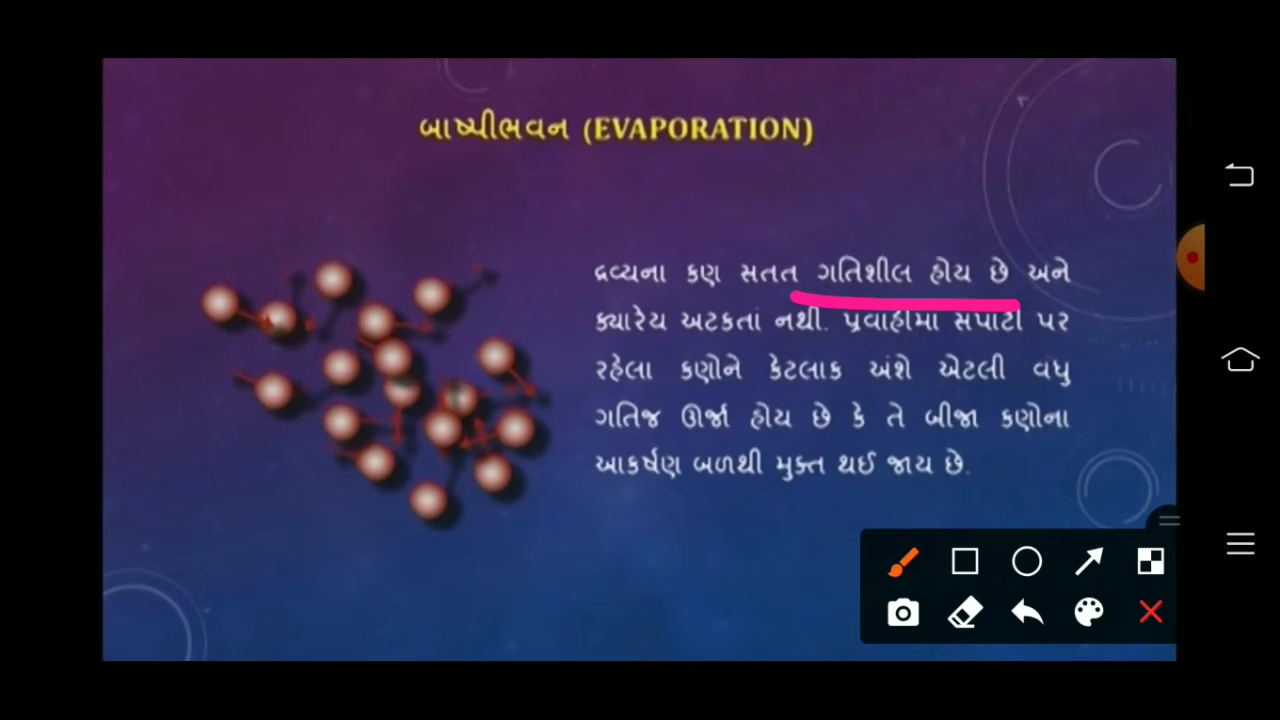 બાષ્પીભવન (EVAPORATION)
દ્રવ્યના કણ સતત ગતિશીલ હોય છે અને
ક્યારેય અટકતાં નથી. પ્રવાહીમાં સપાટી પર
રહેલા કણોને કેટલાક અંશે એટલી વધુ
ગતિજ ઊર્જા હોય છે કે તે બીજા કણોના
આકર્ષણ બળથી મુક્ત થઈ જાય છે.